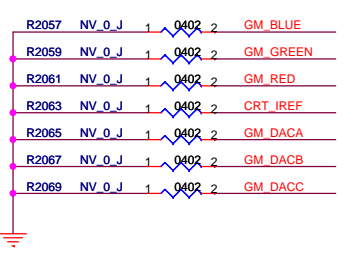 R2057 NV_0_J 1 0402 2 GM_BLUE
R2059 NV_0_J 1 0402 2 GM_GREEN
R2061 NV_0_J 1 0402 2 GM_RED
R2063 NV_0_J 1 0402 2 CRT_IREF
R2065 NV_0_J 1 0402 2 GM_DACA
R2067 NV_0_J 1 0402 2 GM_DACB
R2069 NV_0_J 1 0402 2 GM_DACC